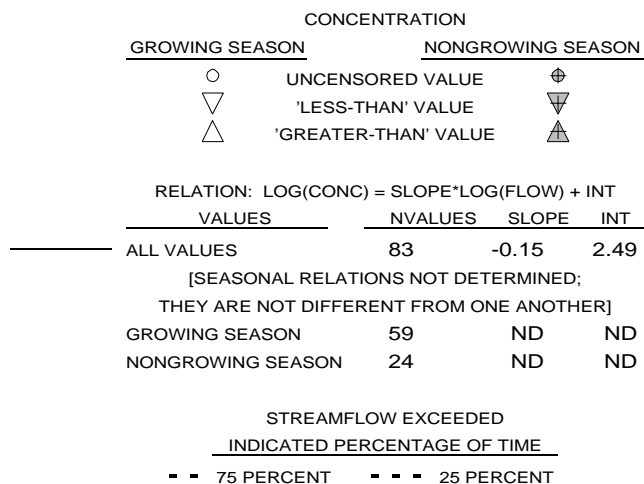 CONCENTRATION
GROWING SEASON NONGROWING SEASON
UNCENSORED VALUE
'LESS-THAN' VALUE
'GREATER-THAN' VALUE
RELATION: LOG(CONC) = SLOPE*LOG(FLOW) + INT
VALUES NVALUES SLOPE INT
ALL VALUES 83 -0.15 2.49
[SEASONAL RELATIONS NOT DETERMINED;
THEY ARE NOT DIFFERENT FROM ONE ANOTHER]
GROWING SEASON 59 ND ND
NONGROWING SEASON 24 ND ND
STREAMFLOW EXCEEDED
INDICATED PERCENTAGE OF TIME
75 PERCENT 25 PERCENT